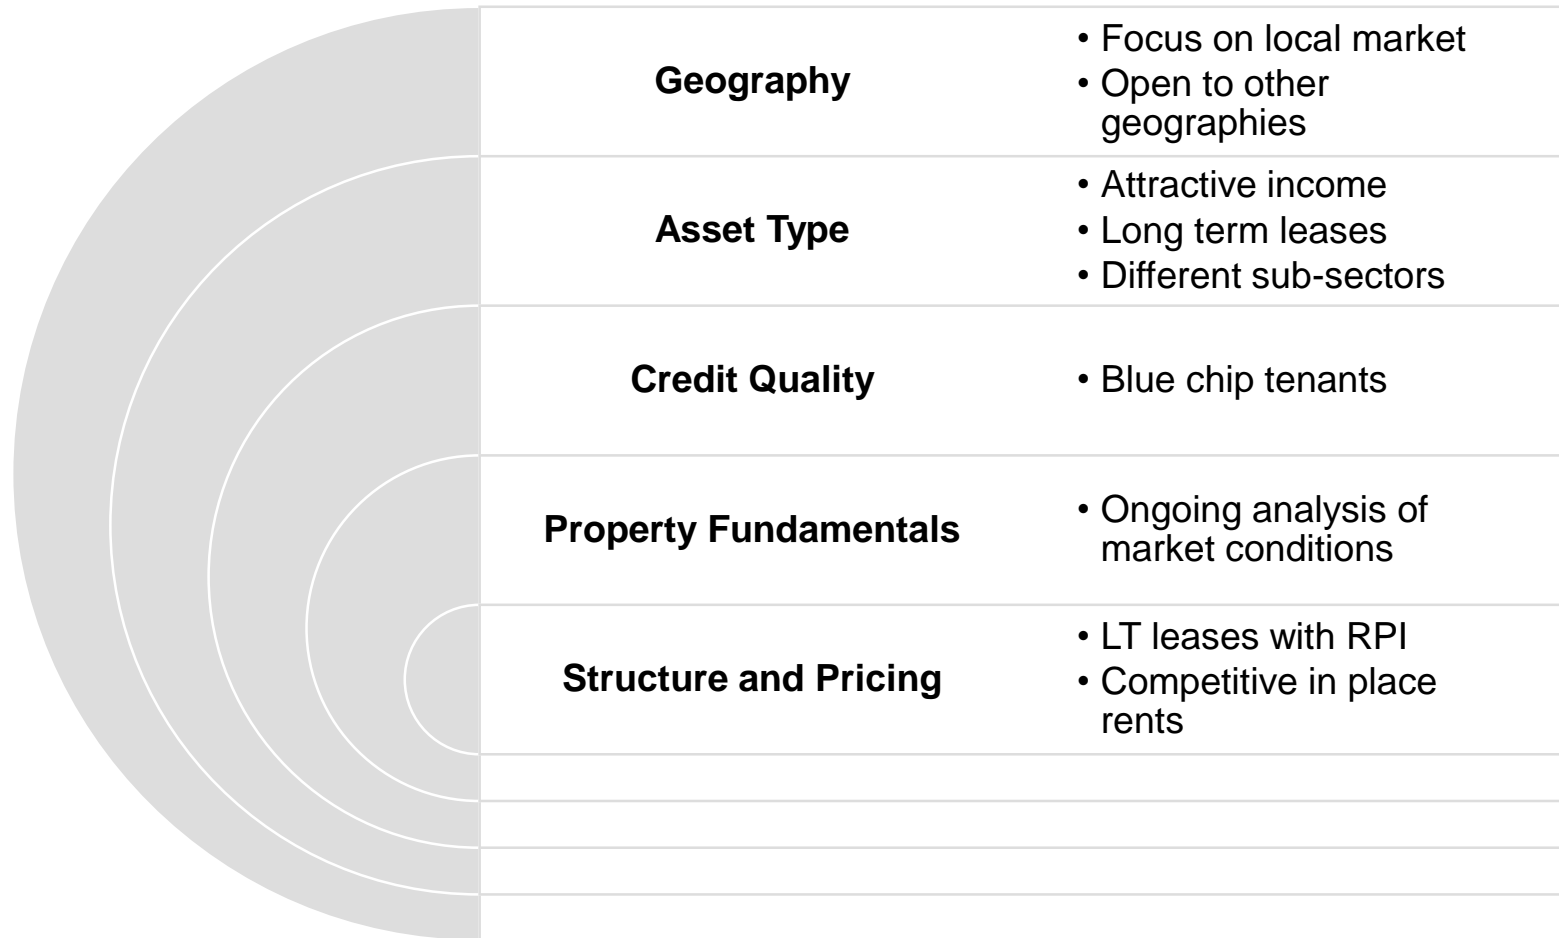 Geography
• Focus on local market
• Open to other
geographies
Asset Type
• Attractive income
• Long term leases
• Different sub-sectors
Credit Quality
• Blue chip tenants
Property Fundamentals
• Ongoing analysis of
market conditions
Structure and Pricing
• LT leases with RPI
• Competitive in place
rents